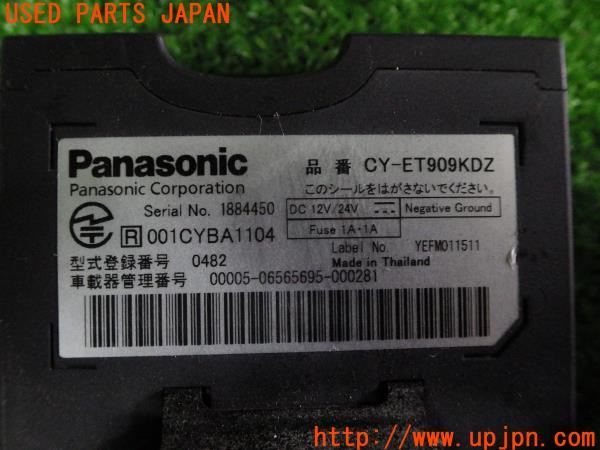 USED PARTS JAPAN
Panasonic
Panasonic Corporation
品 番 CY-ET909KDZ
このシールをはがさないでください。
Serial No. 1884450
DC 12V/24V
Negative Ground
R 001CYBA1104
Fuse 1A・1A
Label No. YEFM011511
Made in Thailand
型式登録番号 0482
車載器管理番号 00005-06565695-000281
http://www.upjpn.com/